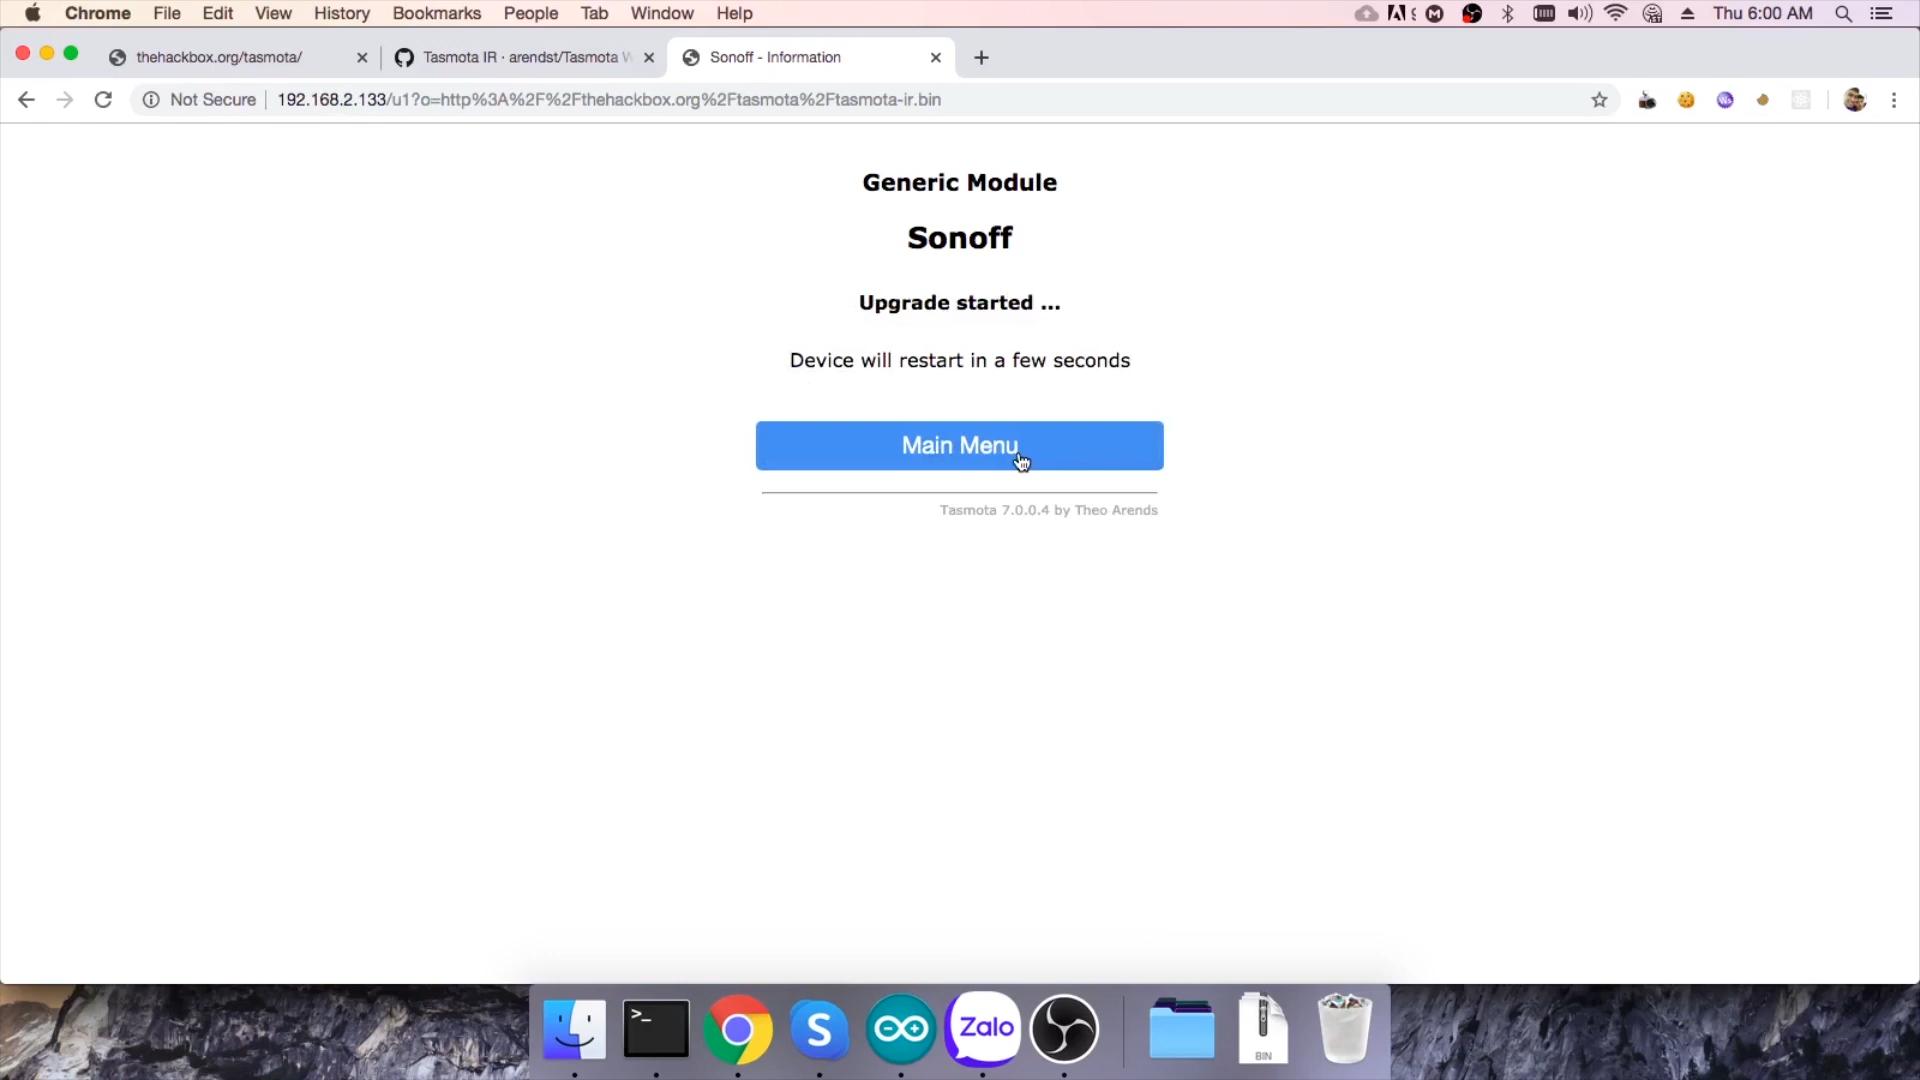 Chrome File Edit View History Bookmarks People Tab Window Help Thu 6:00 AM
thehackbox.org/tasmota/ Tasmota IR · arendst/Tasmota Sonoff - Information
Not Secure 192.168.2.133/u1?o=http%3A%2F%2Fthehackbox.org%2Ftasmota%2Ftasmota-ir.bin
Generic Module
Sonoff
Upgrade started ...
Device will restart in a few seconds
Main Menu
Tasmota 7.0.0.4 by Theo Arends
>_
S
Zalo
BIN